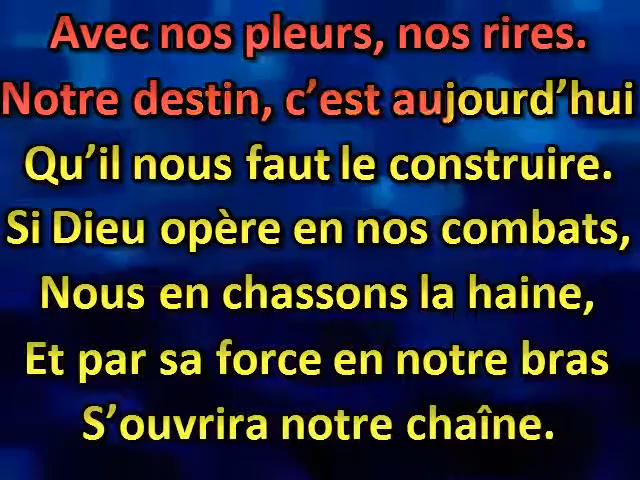 Avec nos pleurs, nos rires.
Notre destin, c’est aujourd’hui
Qu’il nous faut le construire.
Si Dieu opère en nos combats,
Nous en chassons la haine,
Et par sa force en notre bras
S’ouvrira notre chaîne.